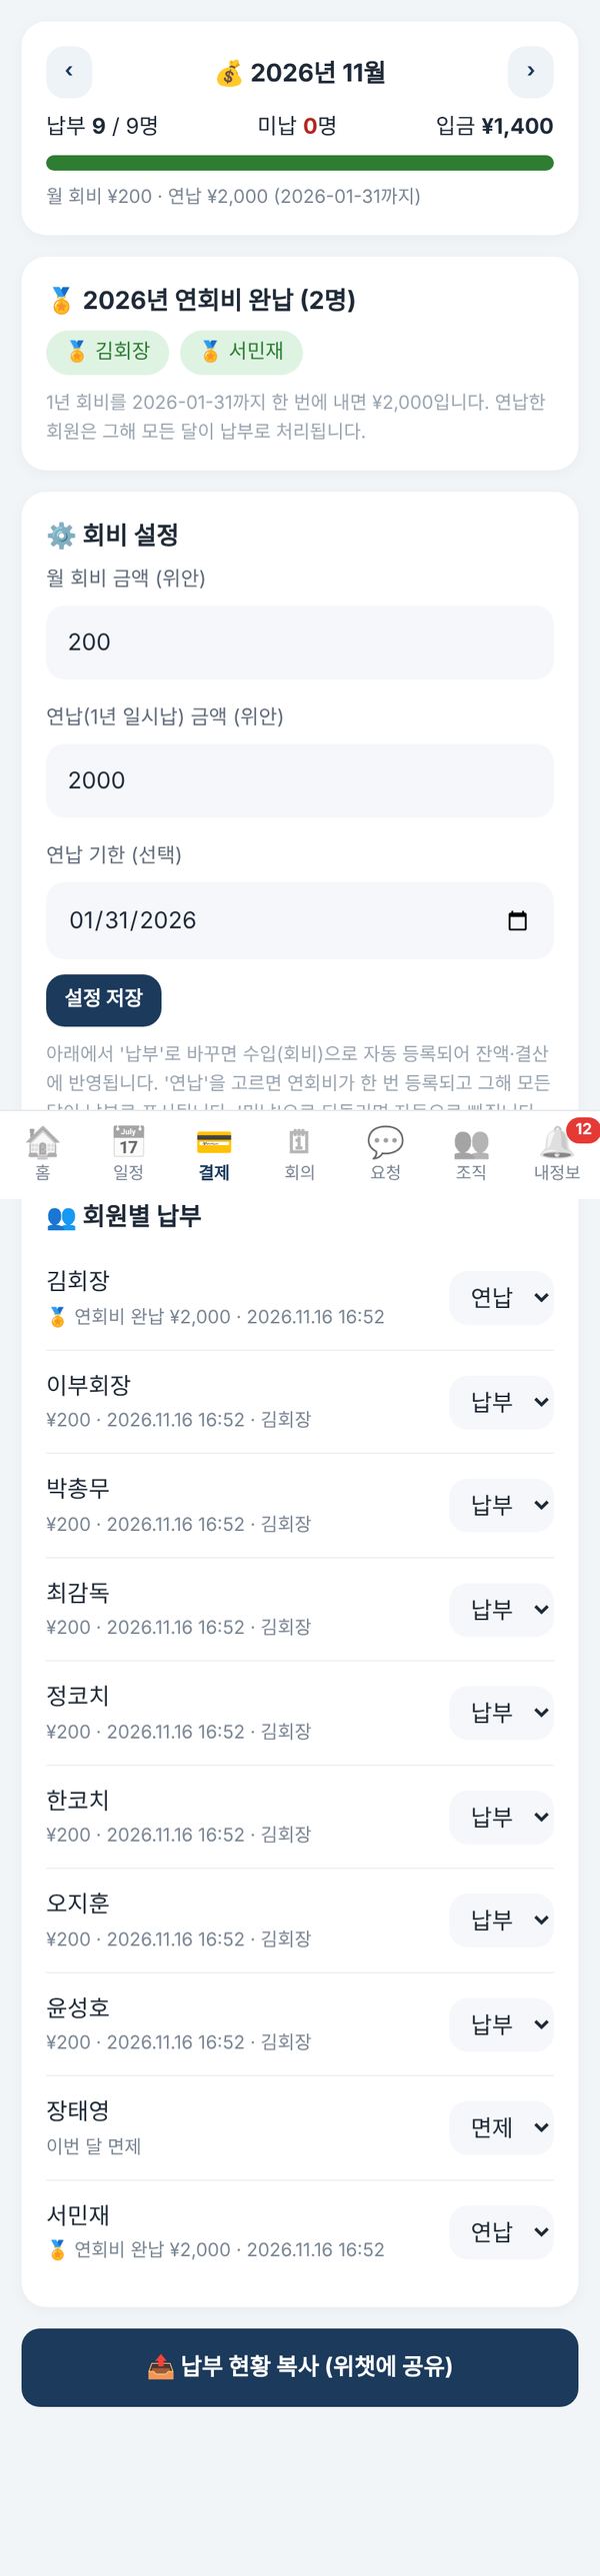 ‹ 💰 2026년 11월 ›
납부 9 / 9명 미납 0명 입금 ¥1,400
월 회비 ¥200 · 연납 ¥2,000 (2026-01-31까지)
🏅 2026년 연회비 완납 (2명)
🏅 김회장 🏅 서민재
1년 회비를 2026-01-31까지 한 번에 내면 ¥2,000입니다. 연납한
회원은 그해 모든 달이 납부로 처리됩니다.
⚙️ 회비 설정
월 회비 금액 (위안)
200
연납(1년 일시납) 금액 (위안)
2000
연납 기한 (선택)
01/31/2026
설정 저장
아래에서 '납부'로 바꾸면 수입(회비)으로 자동 등록되어 잔액·결산
에 반영됩니다. '연납'을 고르면 연회비가 한 번 등록되고 그해 모든
12
홈 일정 결제 회의 요청 조직 내정보
👥 회원별 납부
김회장 연납
🏅 연회비 완납 ¥2,000 · 2026.11.16 16:52
이부회장 납부
¥200 · 2026.11.16 16:52 · 김회장
박총무 납부
¥200 · 2026.11.16 16:52 · 김회장
최감독 납부
¥200 · 2026.11.16 16:52 · 김회장
정코치 납부
¥200 · 2026.11.16 16:52 · 김회장
한코치 납부
¥200 · 2026.11.16 16:52 · 김회장
오지훈 납부
¥200 · 2026.11.16 16:52 · 김회장
윤성호 납부
¥200 · 2026.11.16 16:52 · 김회장
장태영 면제
이번 달 면제
서민재 연납
🏅 연회비 완납 ¥2,000 · 2026.11.16 16:52
📤 납부 현황 복사 (위챗에 공유)